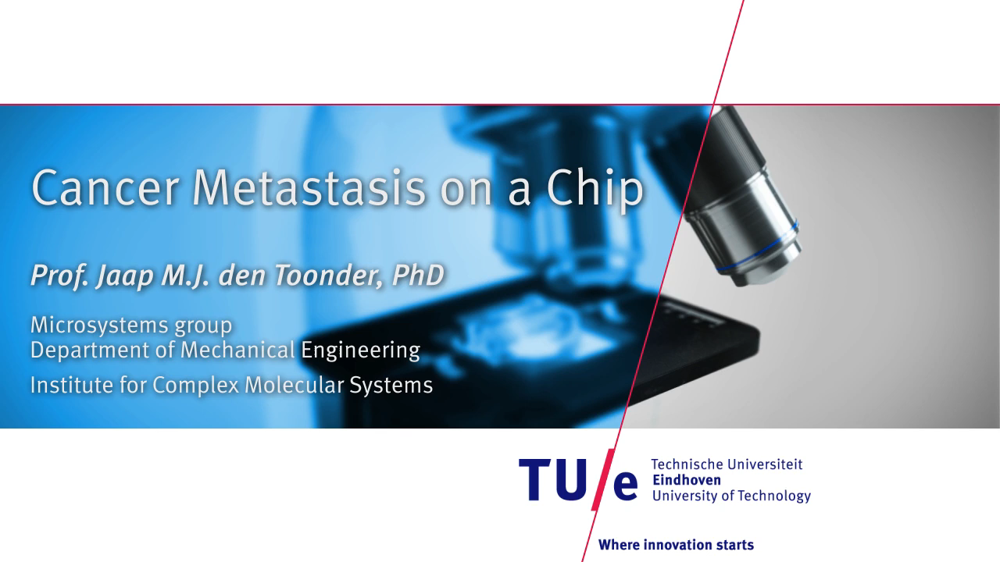 Cancer Metastasis on a Chip
Prof. Jaap M.J. den Toonder, PhD
Microsystems group
Department of Mechanical Engineering
Institute for Complex Molecular Systems
TU/e
Technische Universiteit
Eindhoven
University of Technology
Where innovation starts